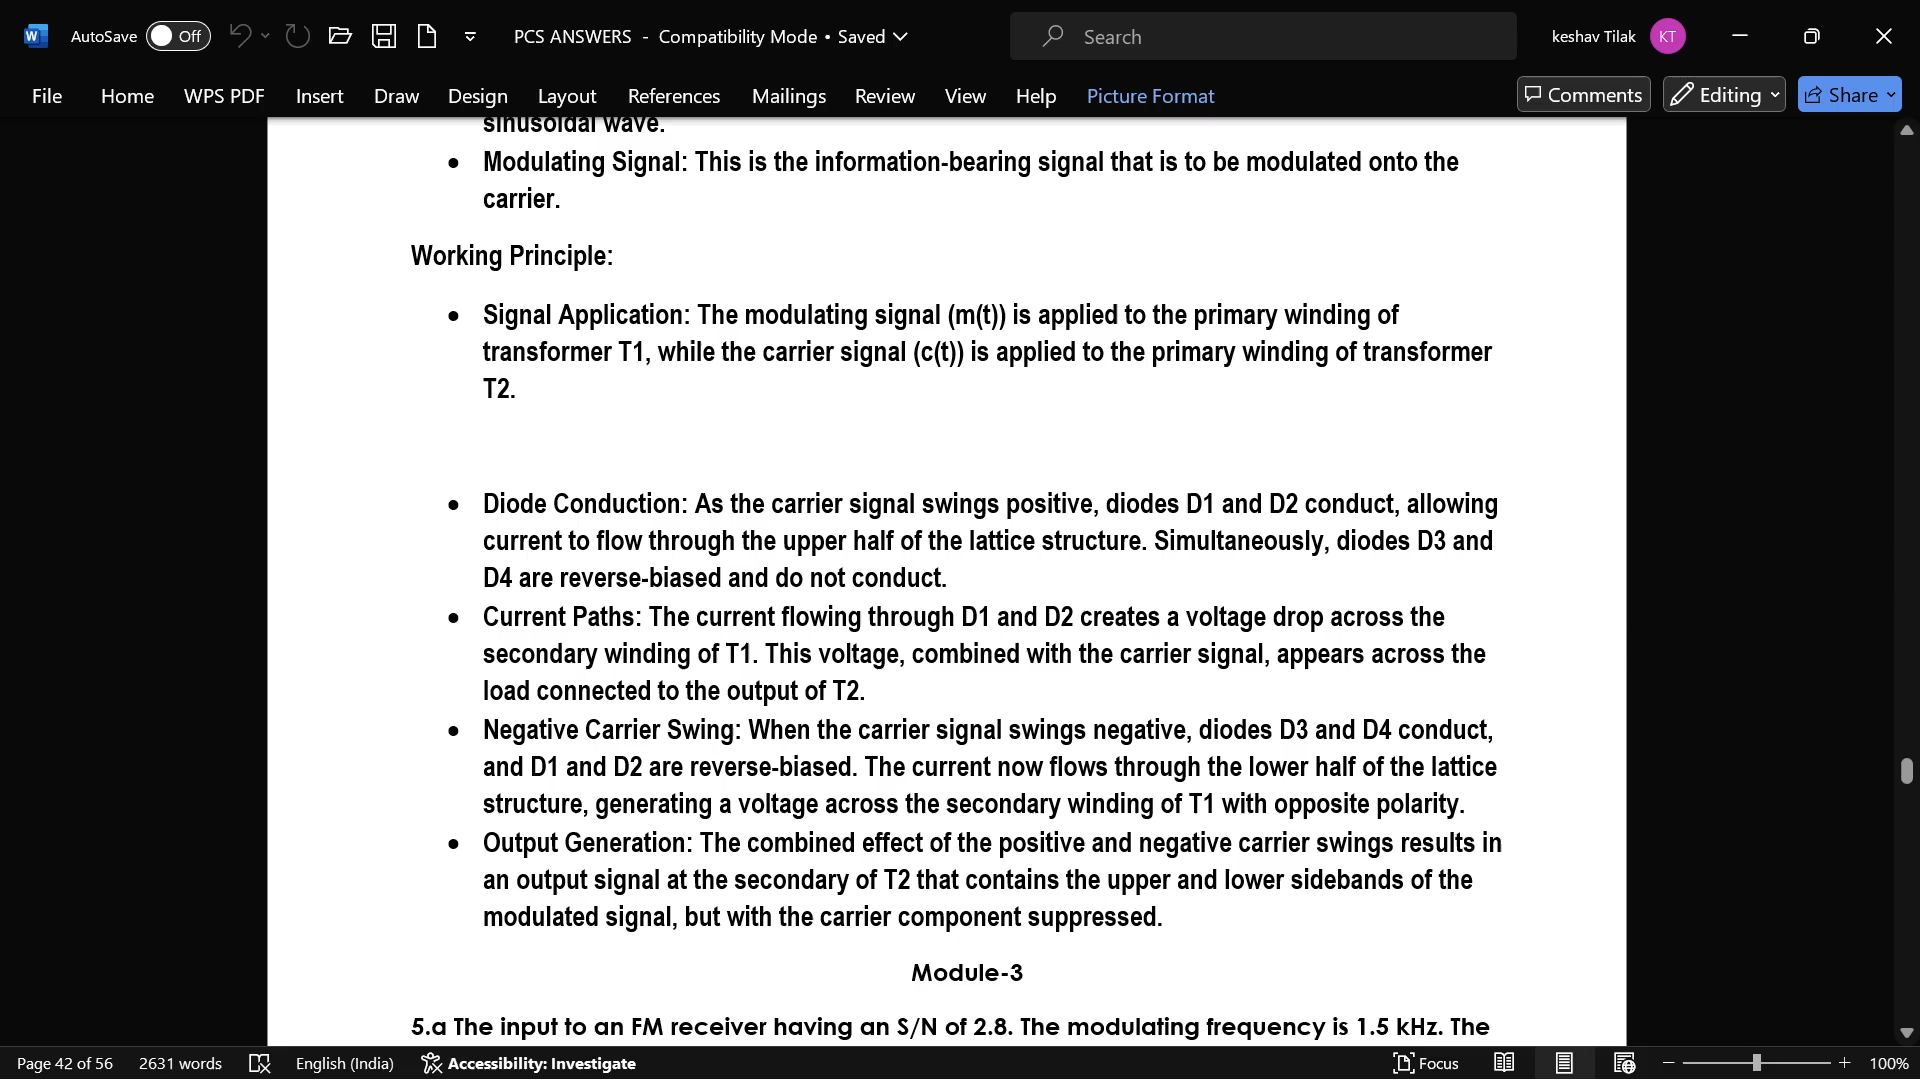 AutoSave Off PCS ANSWERS - Compatibility Mode • Saved Search keshav Tilak KT
File Home WPS PDF Insert Draw Design Layout References Mailings Review View Help Picture Format Comments Editing Share
sinusoidal wave.
• Modulating Signal: This is the information-bearing signal that is to be modulated onto the
carrier.
Working Principle:
• Signal Application: The modulating signal (m(t)) is applied to the primary winding of
transformer T1, while the carrier signal (c(t)) is applied to the primary winding of transformer
T2.
• Diode Conduction: As the carrier signal swings positive, diodes D1 and D2 conduct, allowing
current to flow through the upper half of the lattice structure. Simultaneously, diodes D3 and
D4 are reverse-biased and do not conduct.
• Current Paths: The current flowing through D1 and D2 creates a voltage drop across the
secondary winding of T1. This voltage, combined with the carrier signal, appears across the
load connected to the output of T2.
• Negative Carrier Swing: When the carrier signal swings negative, diodes D3 and D4 conduct,
and D1 and D2 are reverse-biased. The current now flows through the lower half of the lattice
structure, generating a voltage across the secondary winding of T1 with opposite polarity.
• Output Generation: The combined effect of the positive and negative carrier swings results in
an output signal at the secondary of T2 that contains the upper and lower sidebands of the
modulated signal, but with the carrier component suppressed.
Module-3
5.a The input to an FM receiver having an S/N of 2.8. The modulating frequency is 1.5 kHz. The
Page 42 of 56 2631 words English (India) Accessibility: Investigate Focus 100%